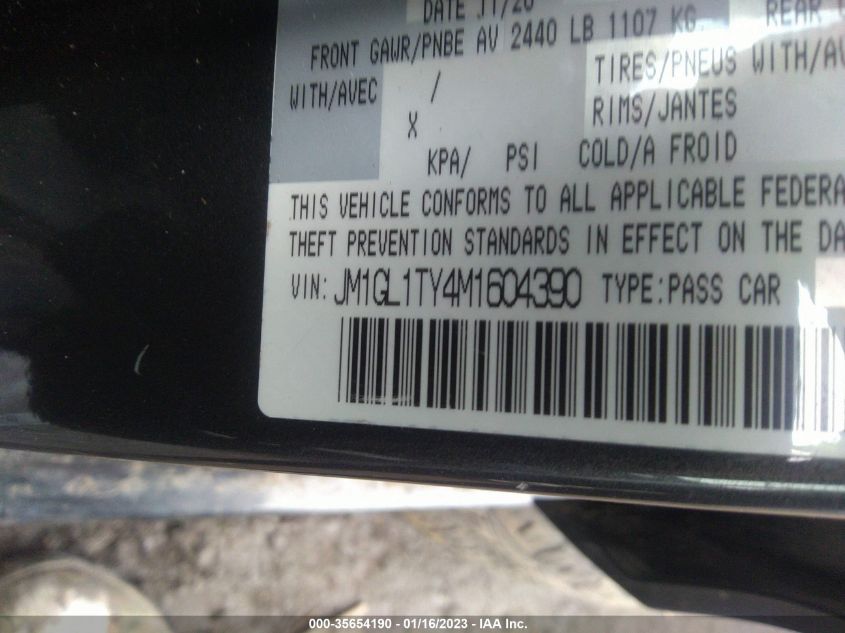 DATE 11/20
REAR
FRONT GAWR/PNBE AV 2440 LB 1107 KG.
TIRES/PNEUS WITH/AV
WITH/AVEC /
RIMS/JANTES
X
KPA/ PSI COLD/A FROID
THIS VEHICLE CONFORMS TO ALL APPLICABLE FEDERA
THEFT PREVENTION STANDARDS IN EFFECT ON THE DA
VIN: JM1GL1TY4M1604390 TYPE:PASS CAR
000-35654190 - 01/16/2023 - IAA Inc.